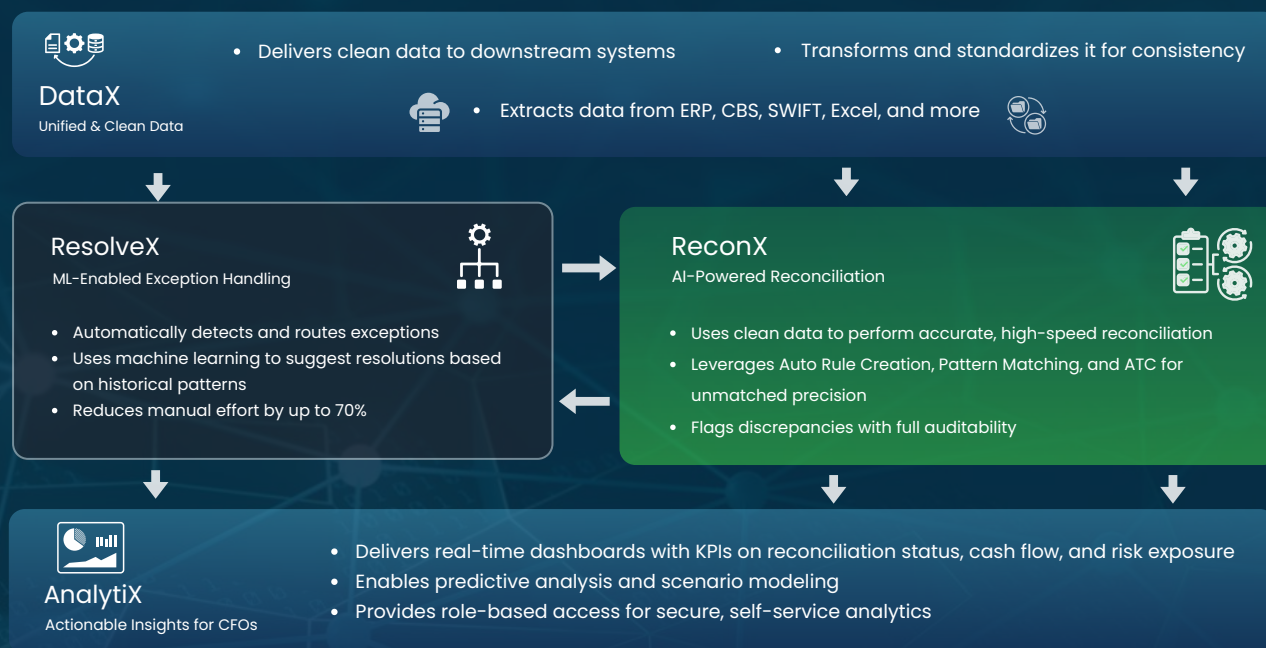 DataX
Unified & Clean Data
• Delivers clean data to downstream systems
• Transforms and standardizes it for consistency
• Extracts data from ERP, CBS, SWIFT, Excel, and more
ResolveX
ML-Enabled Exception Handling
• Automatically detects and routes exceptions
• Uses machine learning to suggest resolutions based
on historical patterns
• Reduces manual effort by up to 70%
ReconX
AI-Powered Reconciliation
• Uses clean data to perform accurate, high-speed reconciliation
• Leverages Auto Rule Creation, Pattern Matching, and ATC for
unmatched precision
• Flags discrepancies with full auditability
AnalytiX
Actionable Insights for CFOs
• Delivers real-time dashboards with KPIs on reconciliation status, cash flow, and risk exposure
• Enables predictive analysis and scenario modeling
• Provides role-based access for secure, self-service analytics